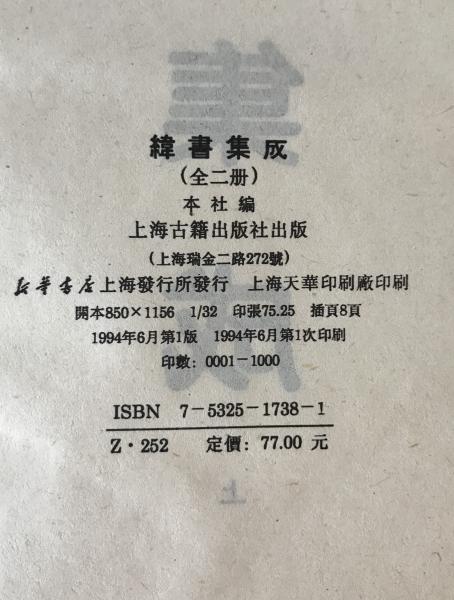 緯書集成
(全二册)
本社編
上海古籍出版社出版
(上海瑞金二路272號)
新華書店上海發行所發行 上海天華印刷廠印刷
開本850×1156 1/32 印張75.25 插頁8頁
1994年6月第1版 1994年6月第1次印刷
印數：0001-1000
ISBN 7-5325-1738-1
Z·252 定價：77.00 元